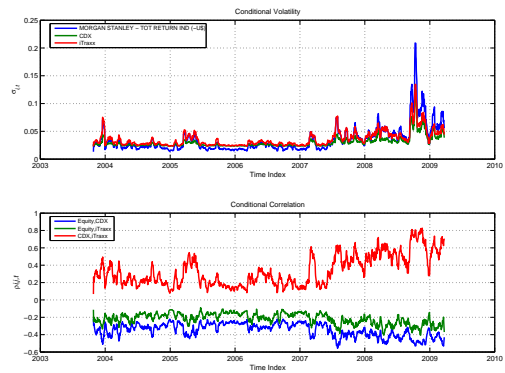 Conditional Volatility
0.25
0.2
0.15
0.1
0.05
0
σi,t
MORGAN STANLEY − TOT RETURN IND (~U$)
CDX
iTraxx
2003 2004 2005 2006 2007 2008 2009 2010
Time Index
Conditional Correlation
1
0.8
0.6
0.4
0.2
0
−0.2
−0.4
−0.6
Equity,CDX
Equity,iTraxx
CDX,iTraxx
2003 2004 2005 2006 2007 2008 2009 2010
Time Index